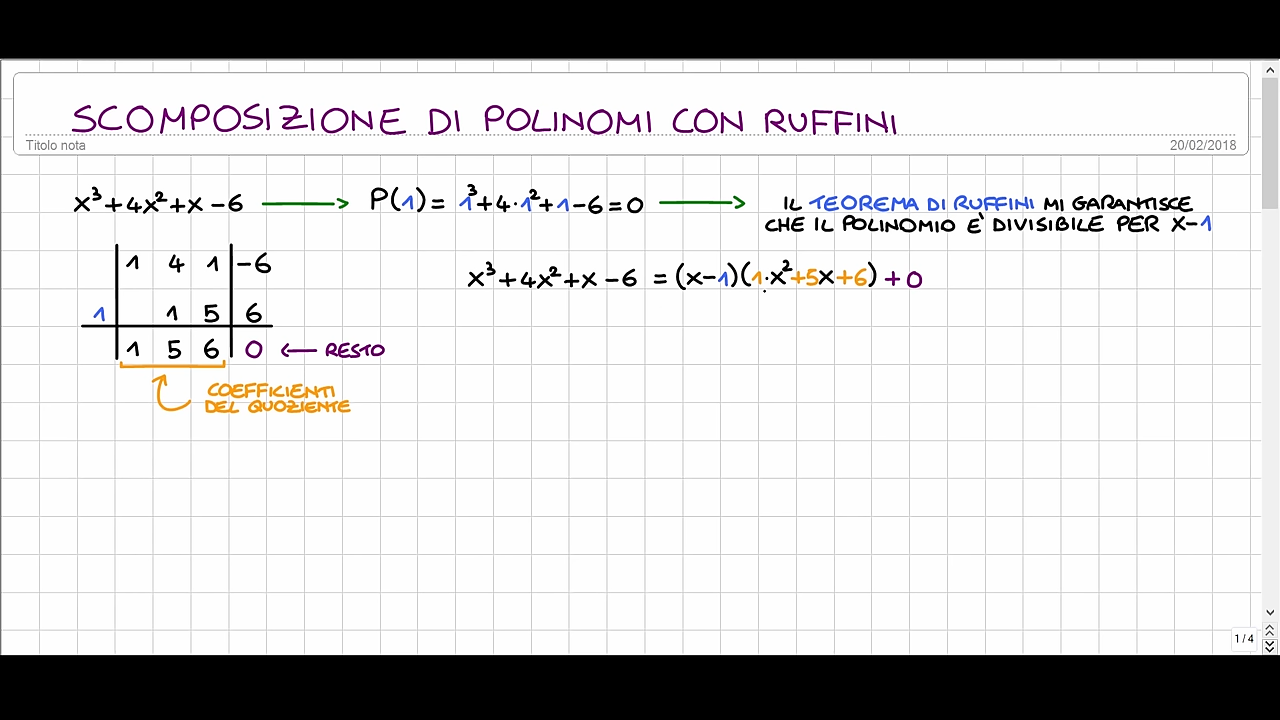 SCOMPOSIZIONE DI POLINOMI CON RUFFINI
Titolo nota 20/02/2018
x³+4x²+x-6 → P(1)= 1³+4·1²+1-6=0 → IL TEOREMA DI RUFFINI MI GARANTISCE
CHE IL POLINOMIO E' DIVISIBILE PER X-1
1 4 1 -6
x³+4x²+x-6 =(x-1)(1·x²+5x+6)+0
1 1 5 6
1 5 6 0 ← RESTO
COEFFICIENTI
DEL QUOZIENTE
1/4